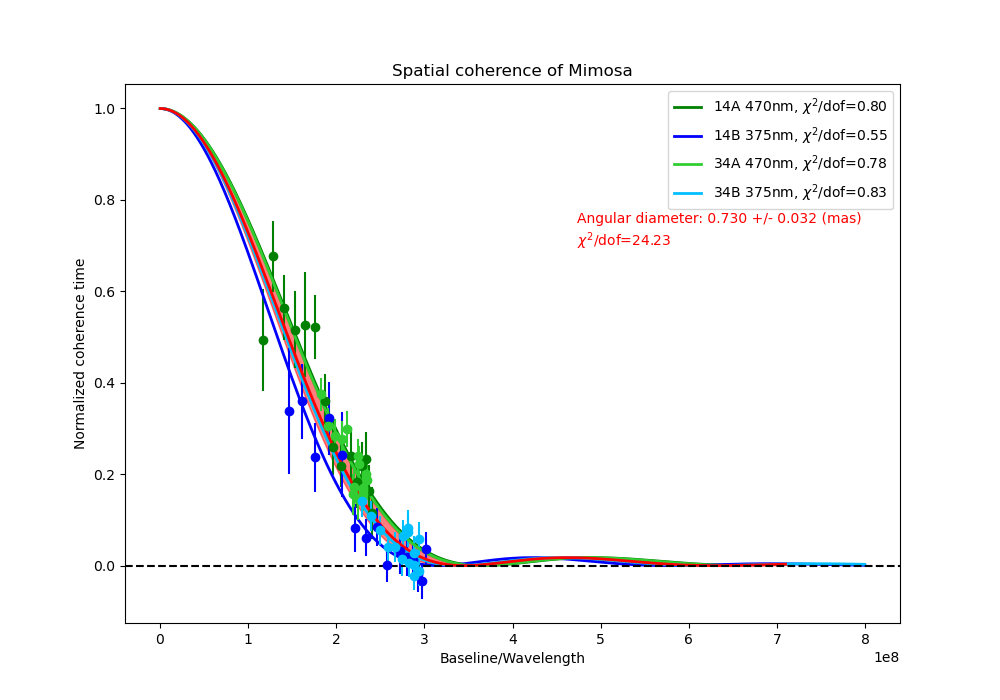 Spatial coherence of Mimosa
14A 470nm, χ²/dof=0.80
14B 375nm, χ²/dof=0.55
34A 470nm, χ²/dof=0.78
34B 375nm, χ²/dof=0.83
Angular diameter: 0.730 +/- 0.032 (mas)
χ²/dof=24.23
Normalized coherence time
1.0
0.8
0.6
0.4
0.2
0.0
0 1 2 3 4 5 6 7 8
1e8
Baseline/Wavelength